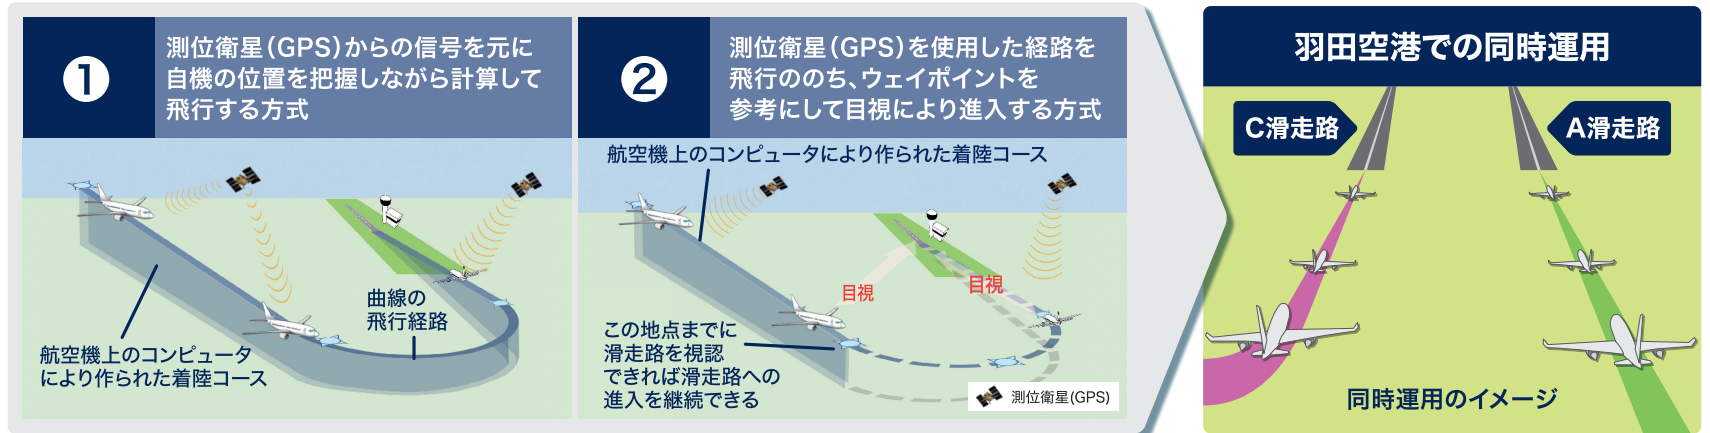 1
測位衛星（GPS）からの信号を元に
自機の位置を把握しながら計算して
飛行する方式
航空機上のコンピュータ
により作られた着陸コース
曲線の
飛行経路
2
測位衛星（GPS）を使用した経路を
飛行ののち、ウェイポイントを
参考にして目視により進入する方式
航空機上のコンピュータにより作られた着陸コース
目視
目視
この地点までに
滑走路を視認
できれば滑走路への
進入を継続できる
測位衛星(GPS)
羽田空港での同時運用
C滑走路
A滑走路
同時運用のイメージ